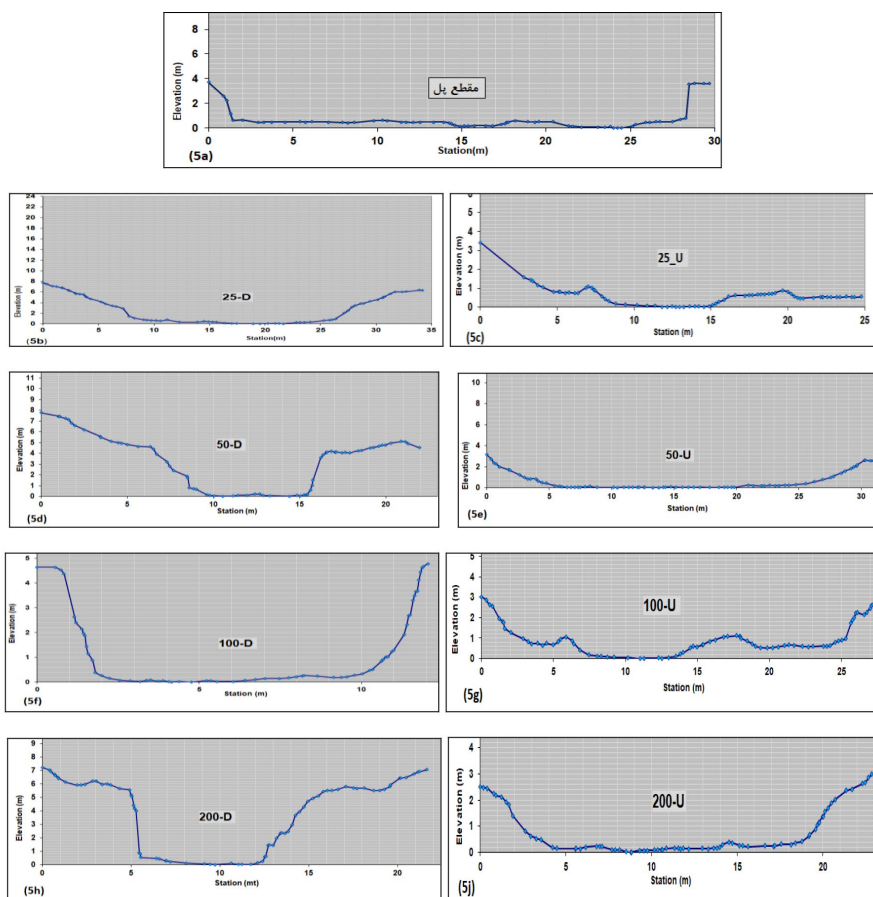 Elevation (m)
8
6
4
2
0
مقطع پل
0 5 10 15 20 25 30
Station(m)
(5a)
Elevation (m)
24
22
20
18
16
14
12
10
8
6
4
2
0
25-D
0 5 10 15 20 25 30 34
Station(m)
(5b)
Elevation (m)
6
5
4
3
2
1
0
25_U
0 5 10 15 20 25
Station (m)
(5c)
Elevation (m)
11
10
9
8
7
6
5
4
3
2
1
0
50-D
0 5 10 15 20
Station (m)
(5d)
Elevation (m)
10
8
6
4
2
0
50-U
0 5 10 15 20 25 30
Station (m)
(5e)
Elevation (m)
5
4
3
2
1
0
100-D
0 5 10
Station (m)
(5f)
Elevation (m)
5
4
3
2
1
0
100-U
0 5 10 15 20 25
Station (m)
(5g)
Elevation (m)
9
8
7
6
5
4
3
2
1
0
200-D
0 5 10 15 20
Station (mt)
(5h)
Elevation (m)
4
3
2
1
0
200-U
0 5 10 15 20
Station (m)
(5j)